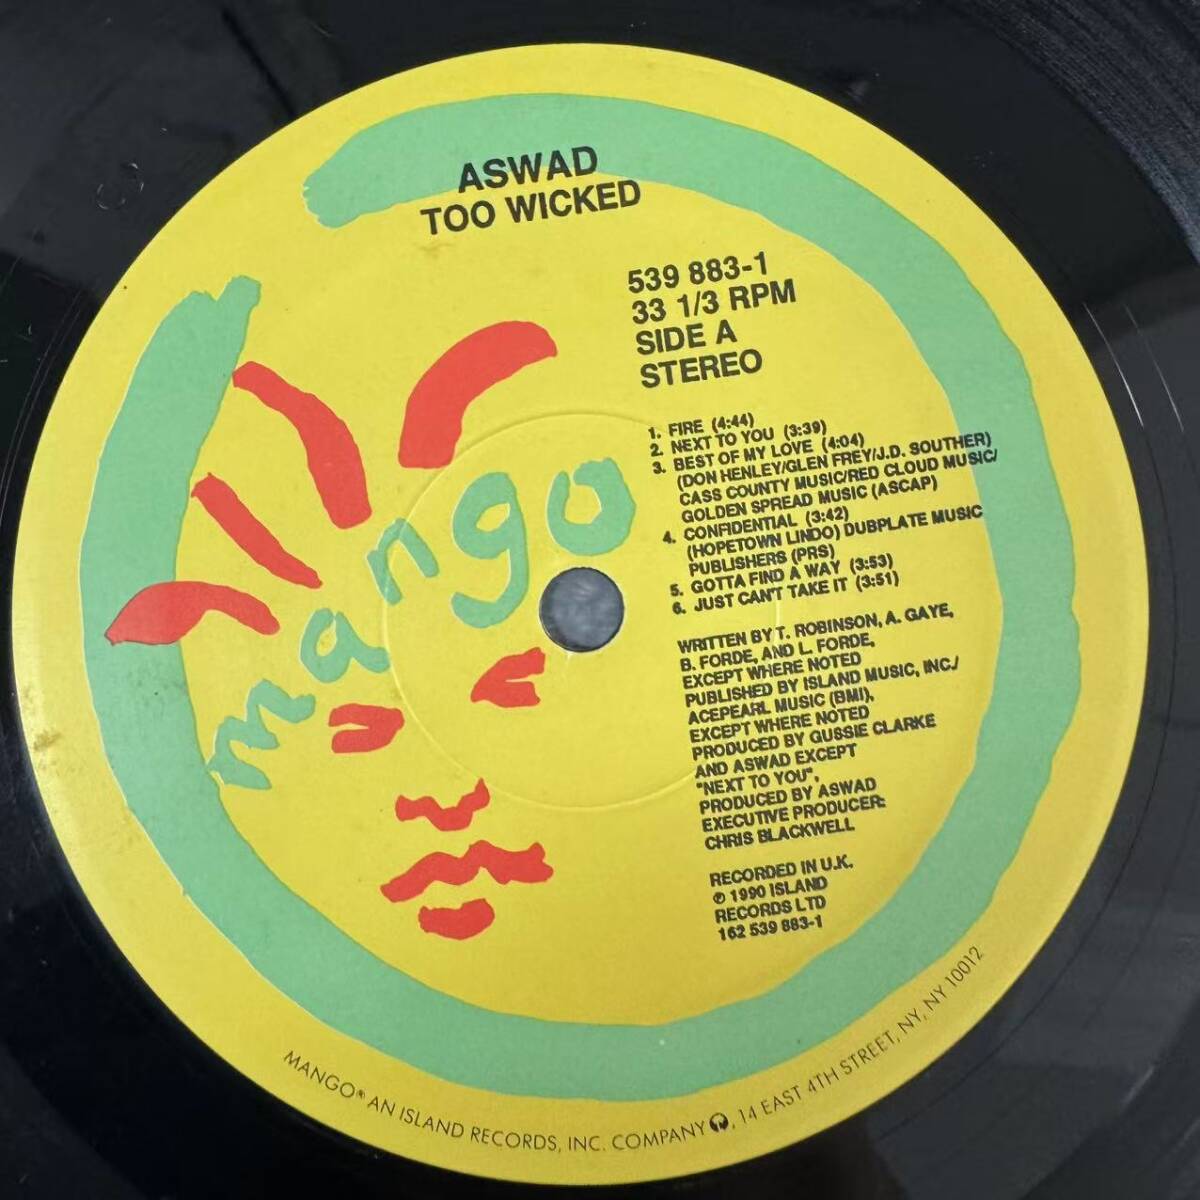 ASWAD
TOO WICKED
539 883-1
33 1/3 RPM
SIDE A
STEREO
mango
1. FIRE (4:44)
2. NEXT TO YOU (3:39)
3. BEST OF MY LOVE (4:04)
(DON HENLEY/GLEN FREY/J.D. SOUTHER)
CASS COUNTY MUSIC/RED CLOUD MUSIC/
GOLDEN SPREAD MUSIC (ASCAP)
4. CONFIDENTIAL (3:42)
(HOPETOWN LINDO) DUBPLATE MUSIC
PUBLISHERS (PRS)
5. GOTTA FIND A WAY (3:53)
6. JUST CAN'T TAKE IT (3:51)
WRITTEN BY T. ROBINSON, A. GAYE,
B. FORDE, AND L. FORDE,
EXCEPT WHERE NOTED
PUBLISHED BY ISLAND MUSIC, INC./
ACEPEARL MUSIC (BMI),
EXCEPT WHERE NOTED
PRODUCED BY GUSSIE CLARKE
AND ASWAD EXCEPT
"NEXT TO YOU",
PRODUCED BY ASWAD
EXECUTIVE PRODUCER:
CHRIS BLACKWELL
RECORDED IN U.K.
℗ 1990 ISLAND
RECORDS LTD
162 539 883-1
MANGO® AN ISLAND RECORDS, INC. COMPANY, 14 EAST 4TH STREET, NY, NY 10012